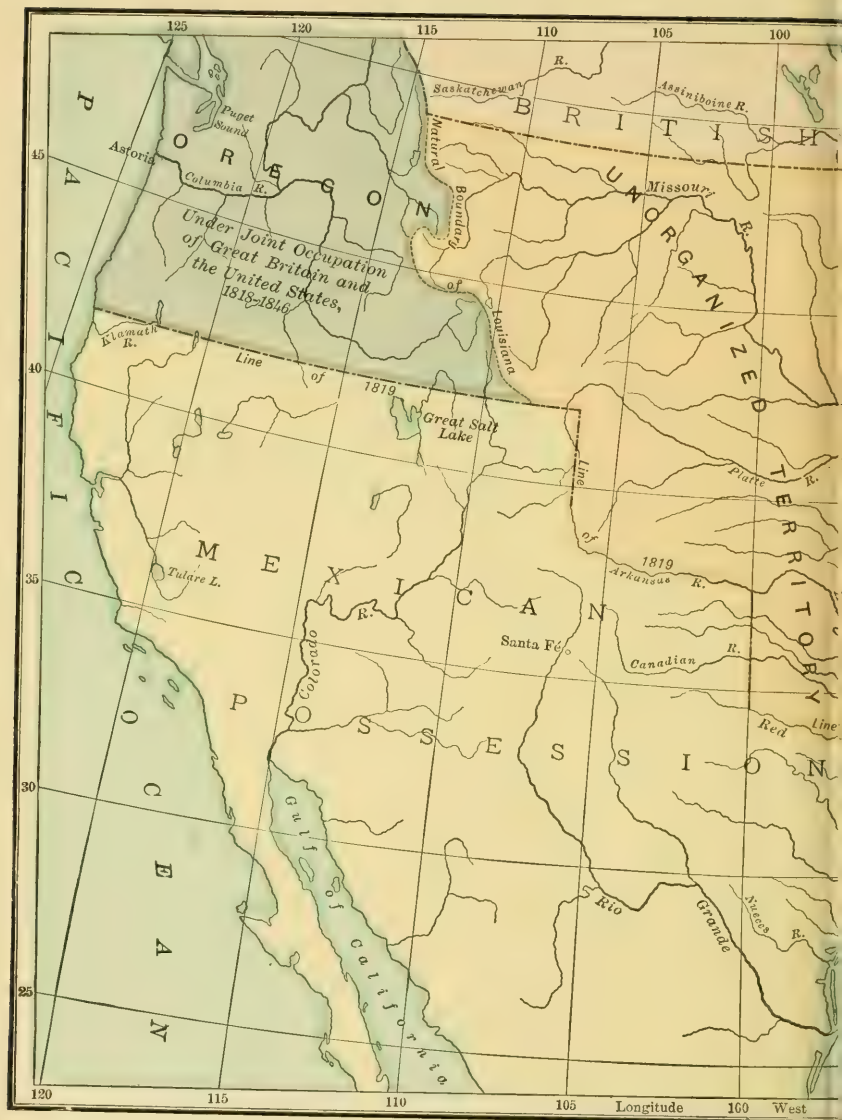 125 120 115 110 105 100
PACIFIC OCEAN
BRITISH
Saskatchewan R.
Assiniboine R.
Puget
Sound
Astoria
OREGON
Columbia R.
Under Joint Occupation
of Great Britain and
the United States,
1818-1846
Natural Boundary of Louisiana
UNORGANIZED TERRITORY
Missouri R.
45
Klamath
R.
Line of 1819
40
Great Salt
Lake
Line of 1819
Platte R.
Arkansas R.
MEXICAN
POSSESSION
Tulare L.
35
Colorado R.
Santa Fé
Canadian R.
Red
Line
30
Gulf of California
Rio Grande
Nueces R.
25
120 115 110 105 Longitude 100 West